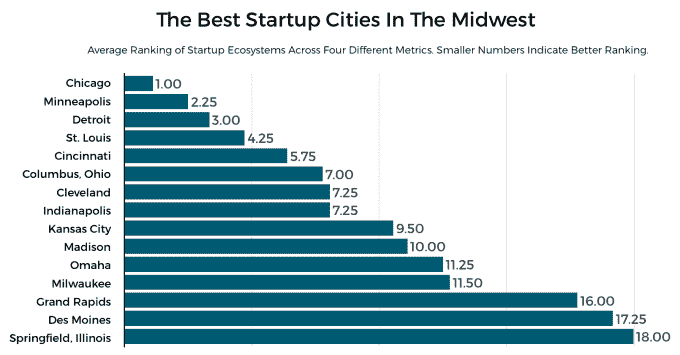 The Best Startup Cities In The Midwest
Average Ranking of Startup Ecosystems Across Four Different Metrics. Smaller Numbers Indicate Better Ranking.
Chicago 1.00
Minneapolis 2.25
Detroit 3.00
St. Louis 4.25
Cincinnati 5.75
Columbus, Ohio 7.00
Cleveland 7.25
Indianapolis 7.25
Kansas City 9.50
Madison 10.00
Omaha 11.25
Milwaukee 11.50
Grand Rapids 16.00
Des Moines 17.25
Springfield, Illinois 18.00